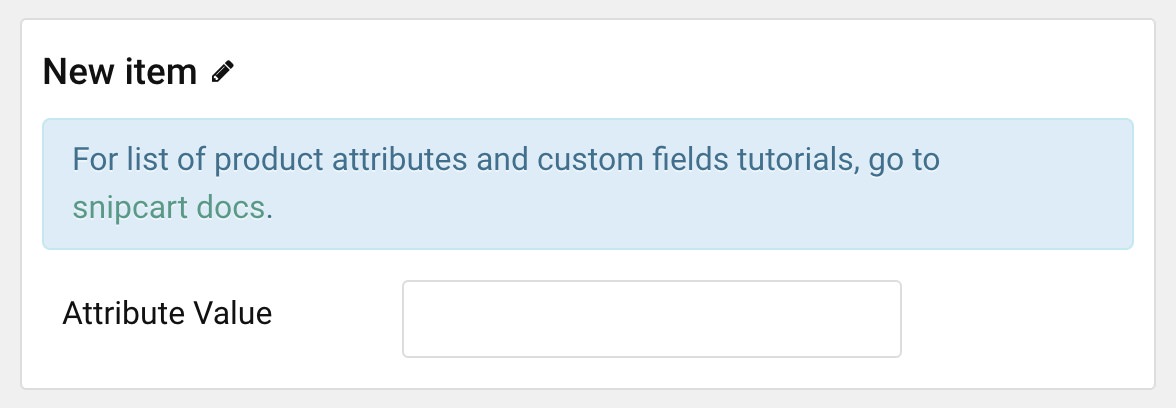 New item
For list of product attributes and custom fields tutorials, go to
snipcart docs.
Attribute Value